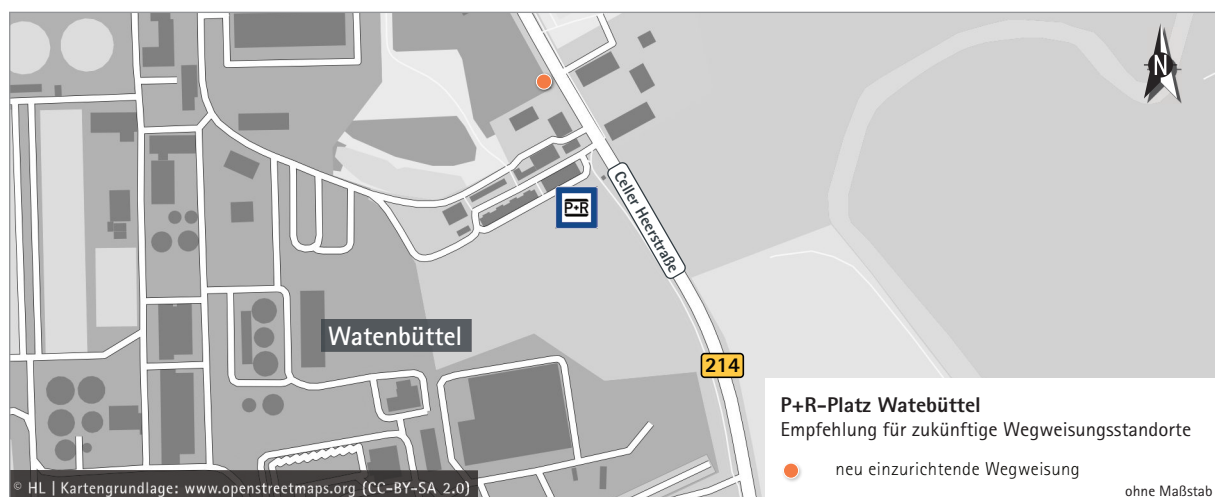 N
P+R
Celler Heerstraße
Watenbüttel
214
P+R-Platz Watebüttel
Empfehlung für zukünftige Wegweisungsstandorte
neu einzurichtende Wegweisung
© HL | Kartengrundlage: www.openstreetmaps.org (CC-BY-SA 2.0)
ohne Maßstab